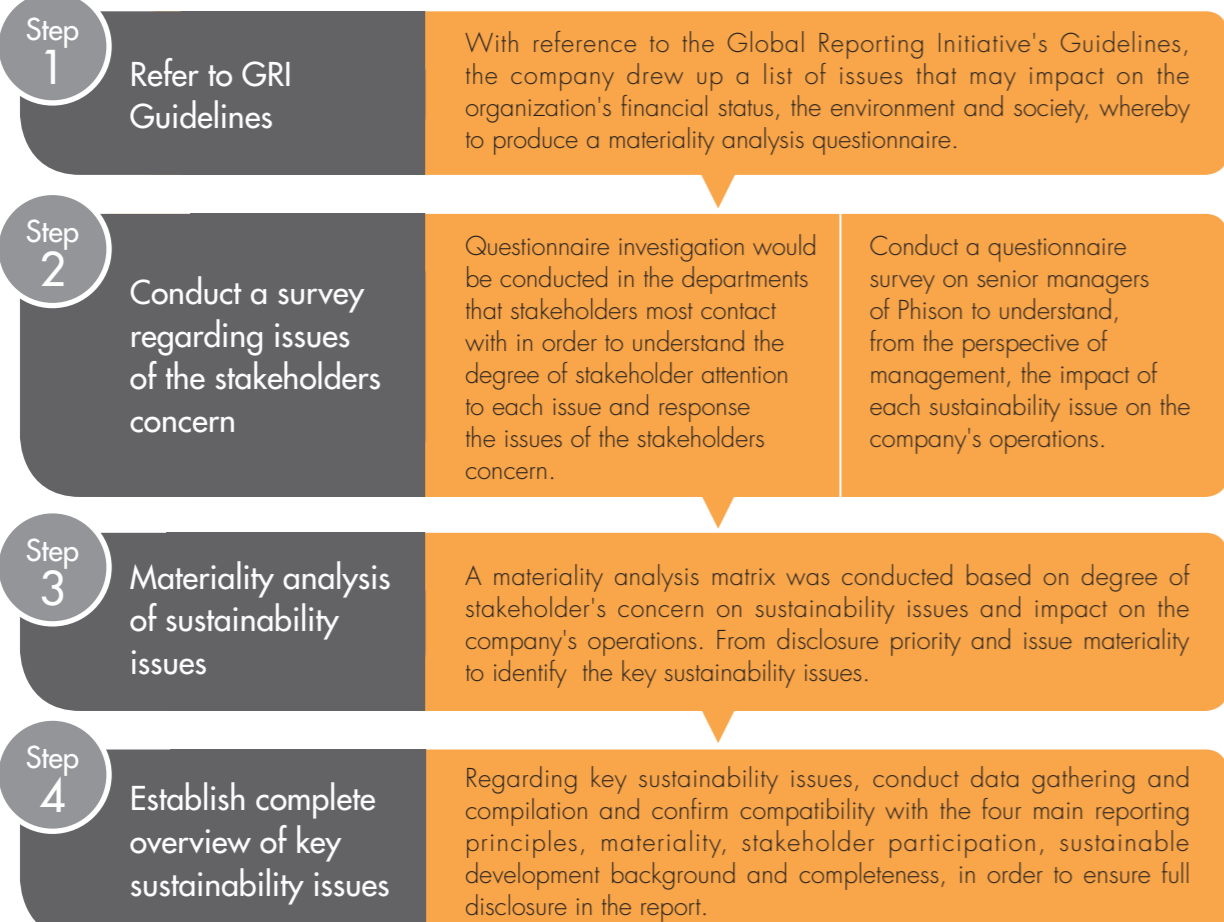 Step
1
Refer to GRI
Guidelines
With reference to the Global Reporting Initiative's Guidelines,
the company drew up a list of issues that may impact on the
organization's financial status, the environment and society, whereby
to produce a materiality analysis questionnaire.
Step
2
Conduct a survey
regarding issues
of the stakeholders
concern
Questionnaire investigation would
be conducted in the departments
that stakeholders most contact
with in order to understand the
degree of stakeholder attention
to each issue and response
the issues of the stakeholders
concern.
Conduct a questionnaire
survey on senior managers
of Phison to understand,
from the perspective of
management, the impact of
each sustainability issue on the
company's operations.
Step
3
Materiality analysis
of sustainability
issues
A materiality analysis matrix was conducted based on degree of
stakeholder's concern on sustainability issues and impact on the
company's operations. From disclosure priority and issue materiality
to identify the key sustainability issues.
Step
4
Establish complete
overview of key
sustainability issues
Regarding key sustainability issues, conduct data gathering and
compilation and confirm compatibility with the four main reporting
principles, materiality, stakeholder participation, sustainable
development background and completeness, in order to ensure full
disclosure in the report.